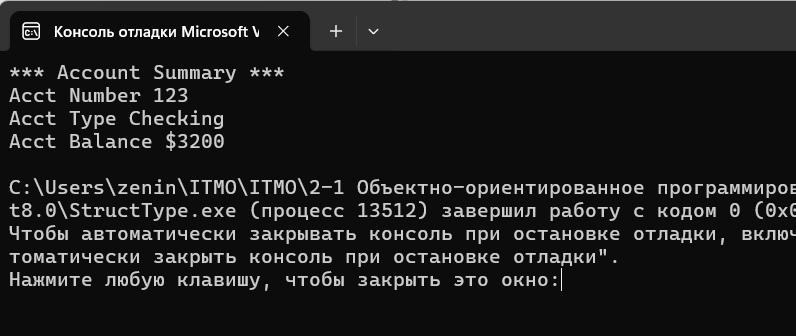 Консоль отладки Microsoft V
*** Account Summary ***
Acct Number 123
Acct Type Checking
Acct Balance $3200
C:\Users\zenin\ITMO\ITMO\2-1 Объектно-ориентированное программиров
t8.0\StructType.exe (процесс 13512) завершил работу с кодом 0 (0x0
Чтобы автоматически закрывать консоль при остановке отладки, включ
томатически закрыть консоль при остановке отладки".
Нажмите любую клавишу, чтобы закрыть это окно: